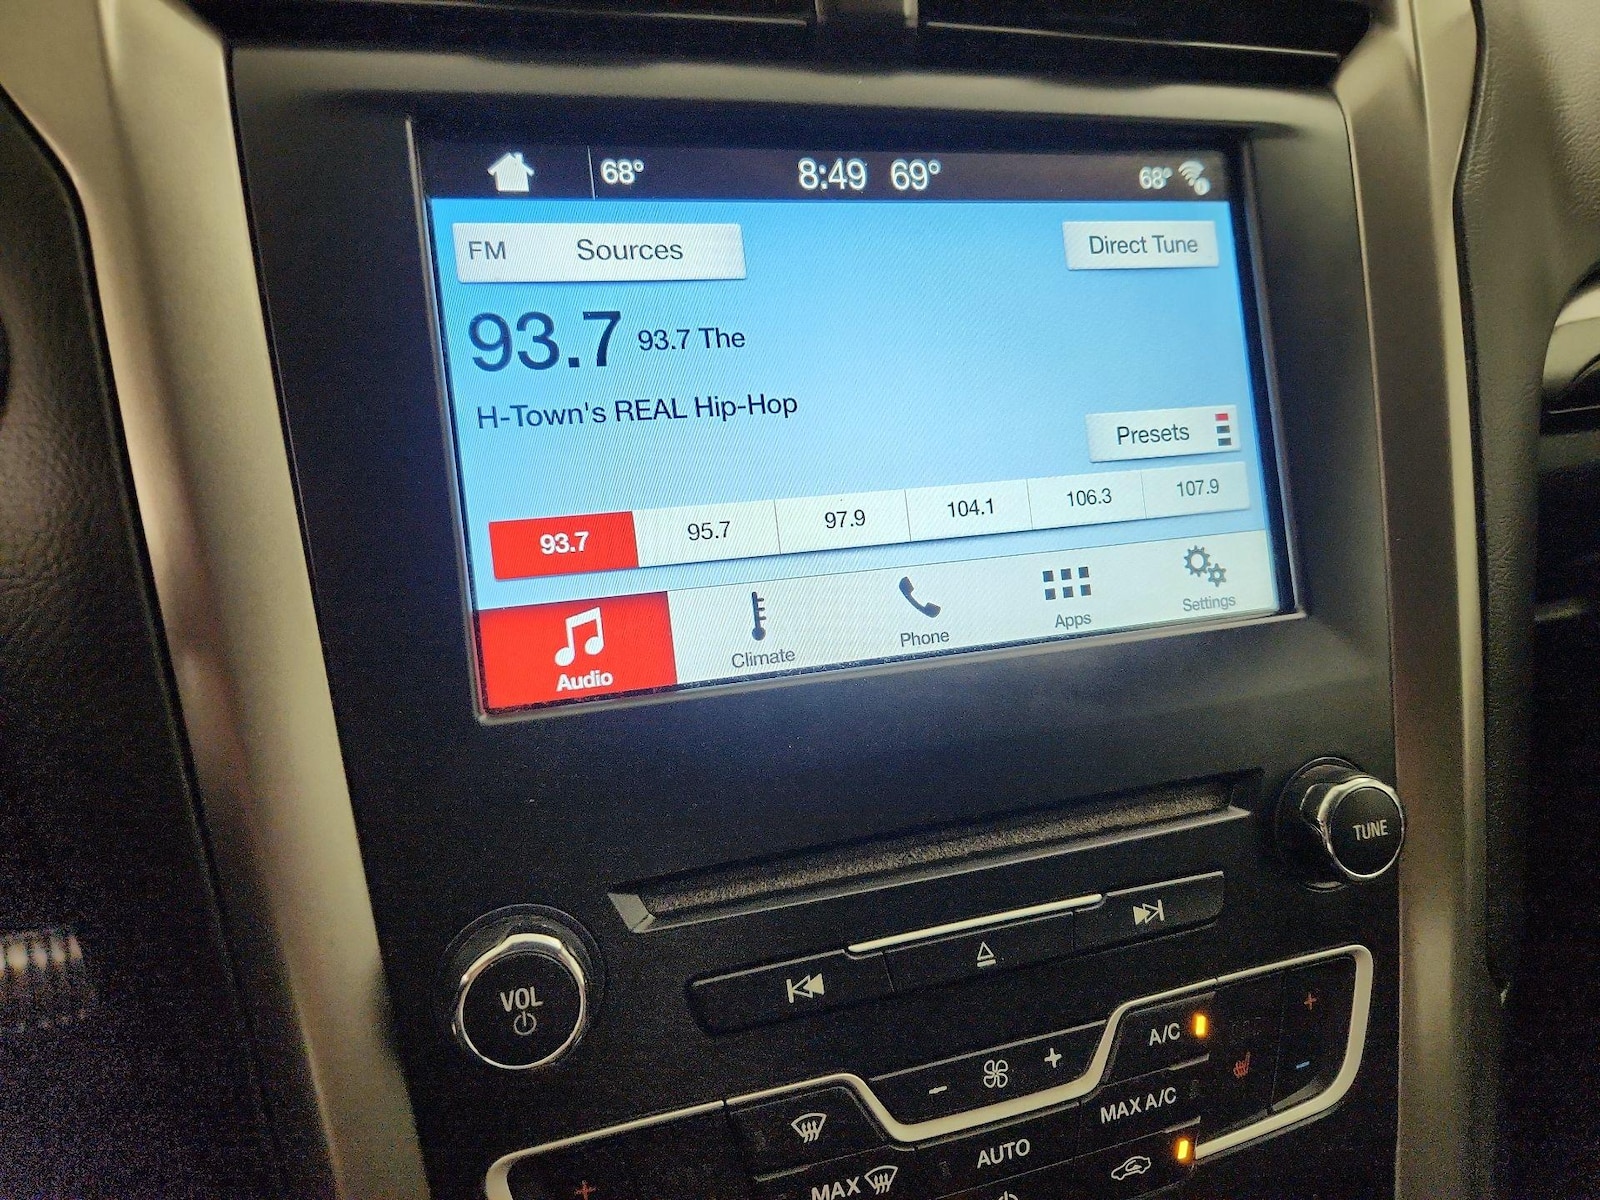 68° 8:49 69° 68°
FM Sources Direct Tune
93.7 93.7 The
H-Town's REAL Hip-Hop
Presets
93.7 95.7 97.9 104.1 106.3 107.9
Audio Climate Phone Apps Settings
TUNE
VOL
A/C
MAX A/C
AUTO
MAX